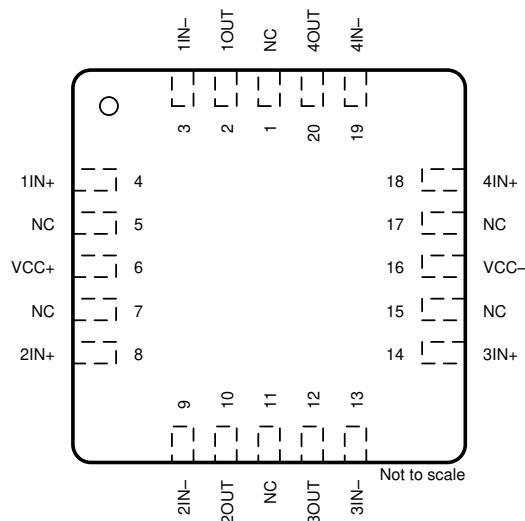 1IN−
1OUT
NC
4OUT
4IN−
3
2
1
20
19
1IN+ 4
NC 5
VCC+ 6
NC 7
2IN+ 8
18 4IN+
17 NC
16 VCC−
15 NC
14 3IN+
9
10
11
12
13
2IN−
2OUT
NC
3OUT
3IN−
Not to scale